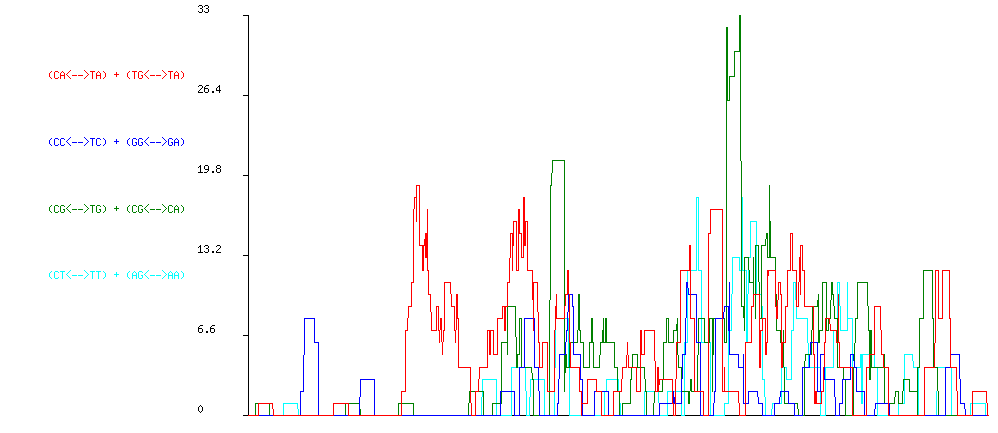 33
(CA<-->TA) + (TG<-->TA)
26.4
(CC<-->TC) + (GG<-->GA)
19.8
(CG<-->TG) + (CG<-->CA)
13.2
(CT<-->TT) + (AG<-->AA)
6.6
0